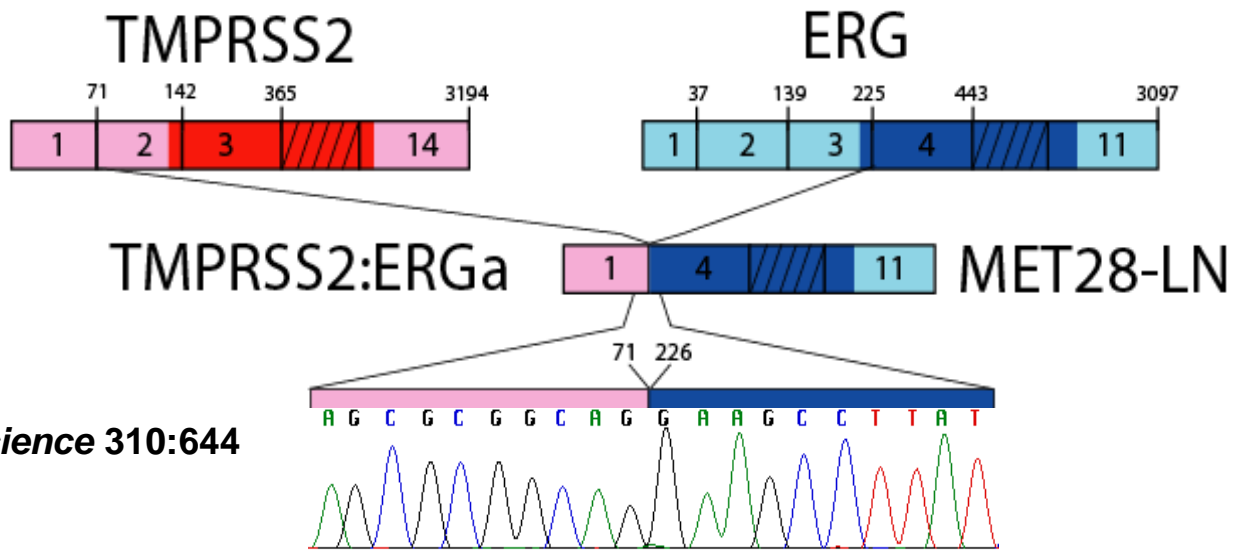 TMPRSS2 ERG
71 142 365 3194 37 139 225 443 3097
1 2 3 14 1 2 3 4 11
TMPRSS2:ERGa 1 4 11 MET28-LN
71 226
A G C G C G G C A G G A A G C C T T A T
ience 310:644